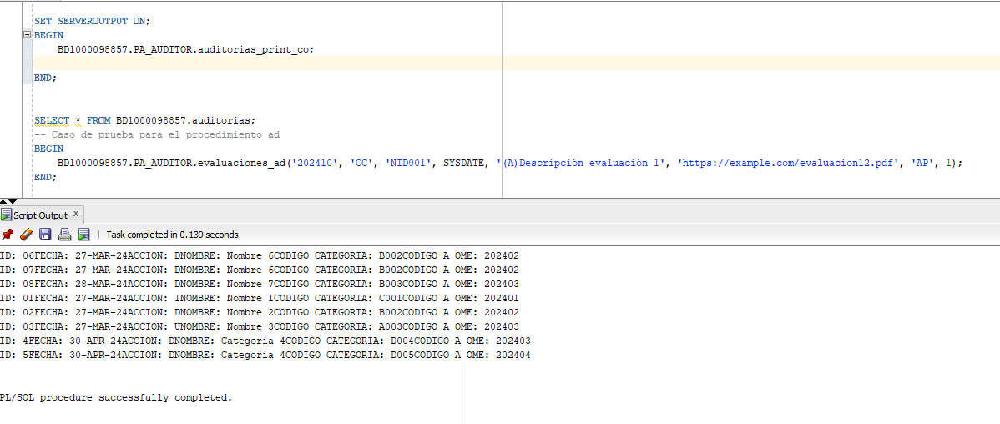 SET SERVEROUTPUT ON;
BEGIN
BD1000098857.PA_AUDITOR.auditorias_print_co;
END;
SELECT * FROM BD1000098857.auditorias;
-- Caso de prueba para el procedimiento ad
BEGIN
BD1000098857.PA_AUDITOR.evaluaciones_ad('202410', 'CC', 'NID001', SYSDATE, '(A)Descripción evaluación 1', 'https://example.com/evaluacion12.pdf', 'AP', 1);
END;
Script Output x
Task completed in 0.139 seconds
ID: 06FECHA: 27-MAR-24ACCION: DNOMBRE: Nombre 6CODIGO CATEGORIA: B002CODIGO A OME: 202402
ID: 07FECHA: 27-MAR-24ACCION: DNOMBRE: Nombre 6CODIGO CATEGORIA: B002CODIGO A OME: 202402
ID: 08FECHA: 28-MAR-24ACCION: DNOMBRE: Nombre 7CODIGO CATEGORIA: B003CODIGO A OME: 202403
ID: 01FECHA: 27-MAR-24ACCION: INOMBRE: Nombre 1CODIGO CATEGORIA: C001CODIGO A OME: 202401
ID: 02FECHA: 27-MAR-24ACCION: DNOMBRE: Nombre 2CODIGO CATEGORIA: B002CODIGO A OME: 202402
ID: 03FECHA: 27-MAR-24ACCION: UNOMBRE: Nombre 3CODIGO CATEGORIA: A003CODIGO A OME: 202403
ID: 4FECHA: 30-APR-24ACCION: DNOMBRE: Categoria 4CODIGO CATEGORIA: D004CODIGO A OME: 202403
ID: 5FECHA: 30-APR-24ACCION: DNOMBRE: Categoria 4CODIGO CATEGORIA: D005CODIGO A OME: 202404
PL/SQL procedure successfully completed.